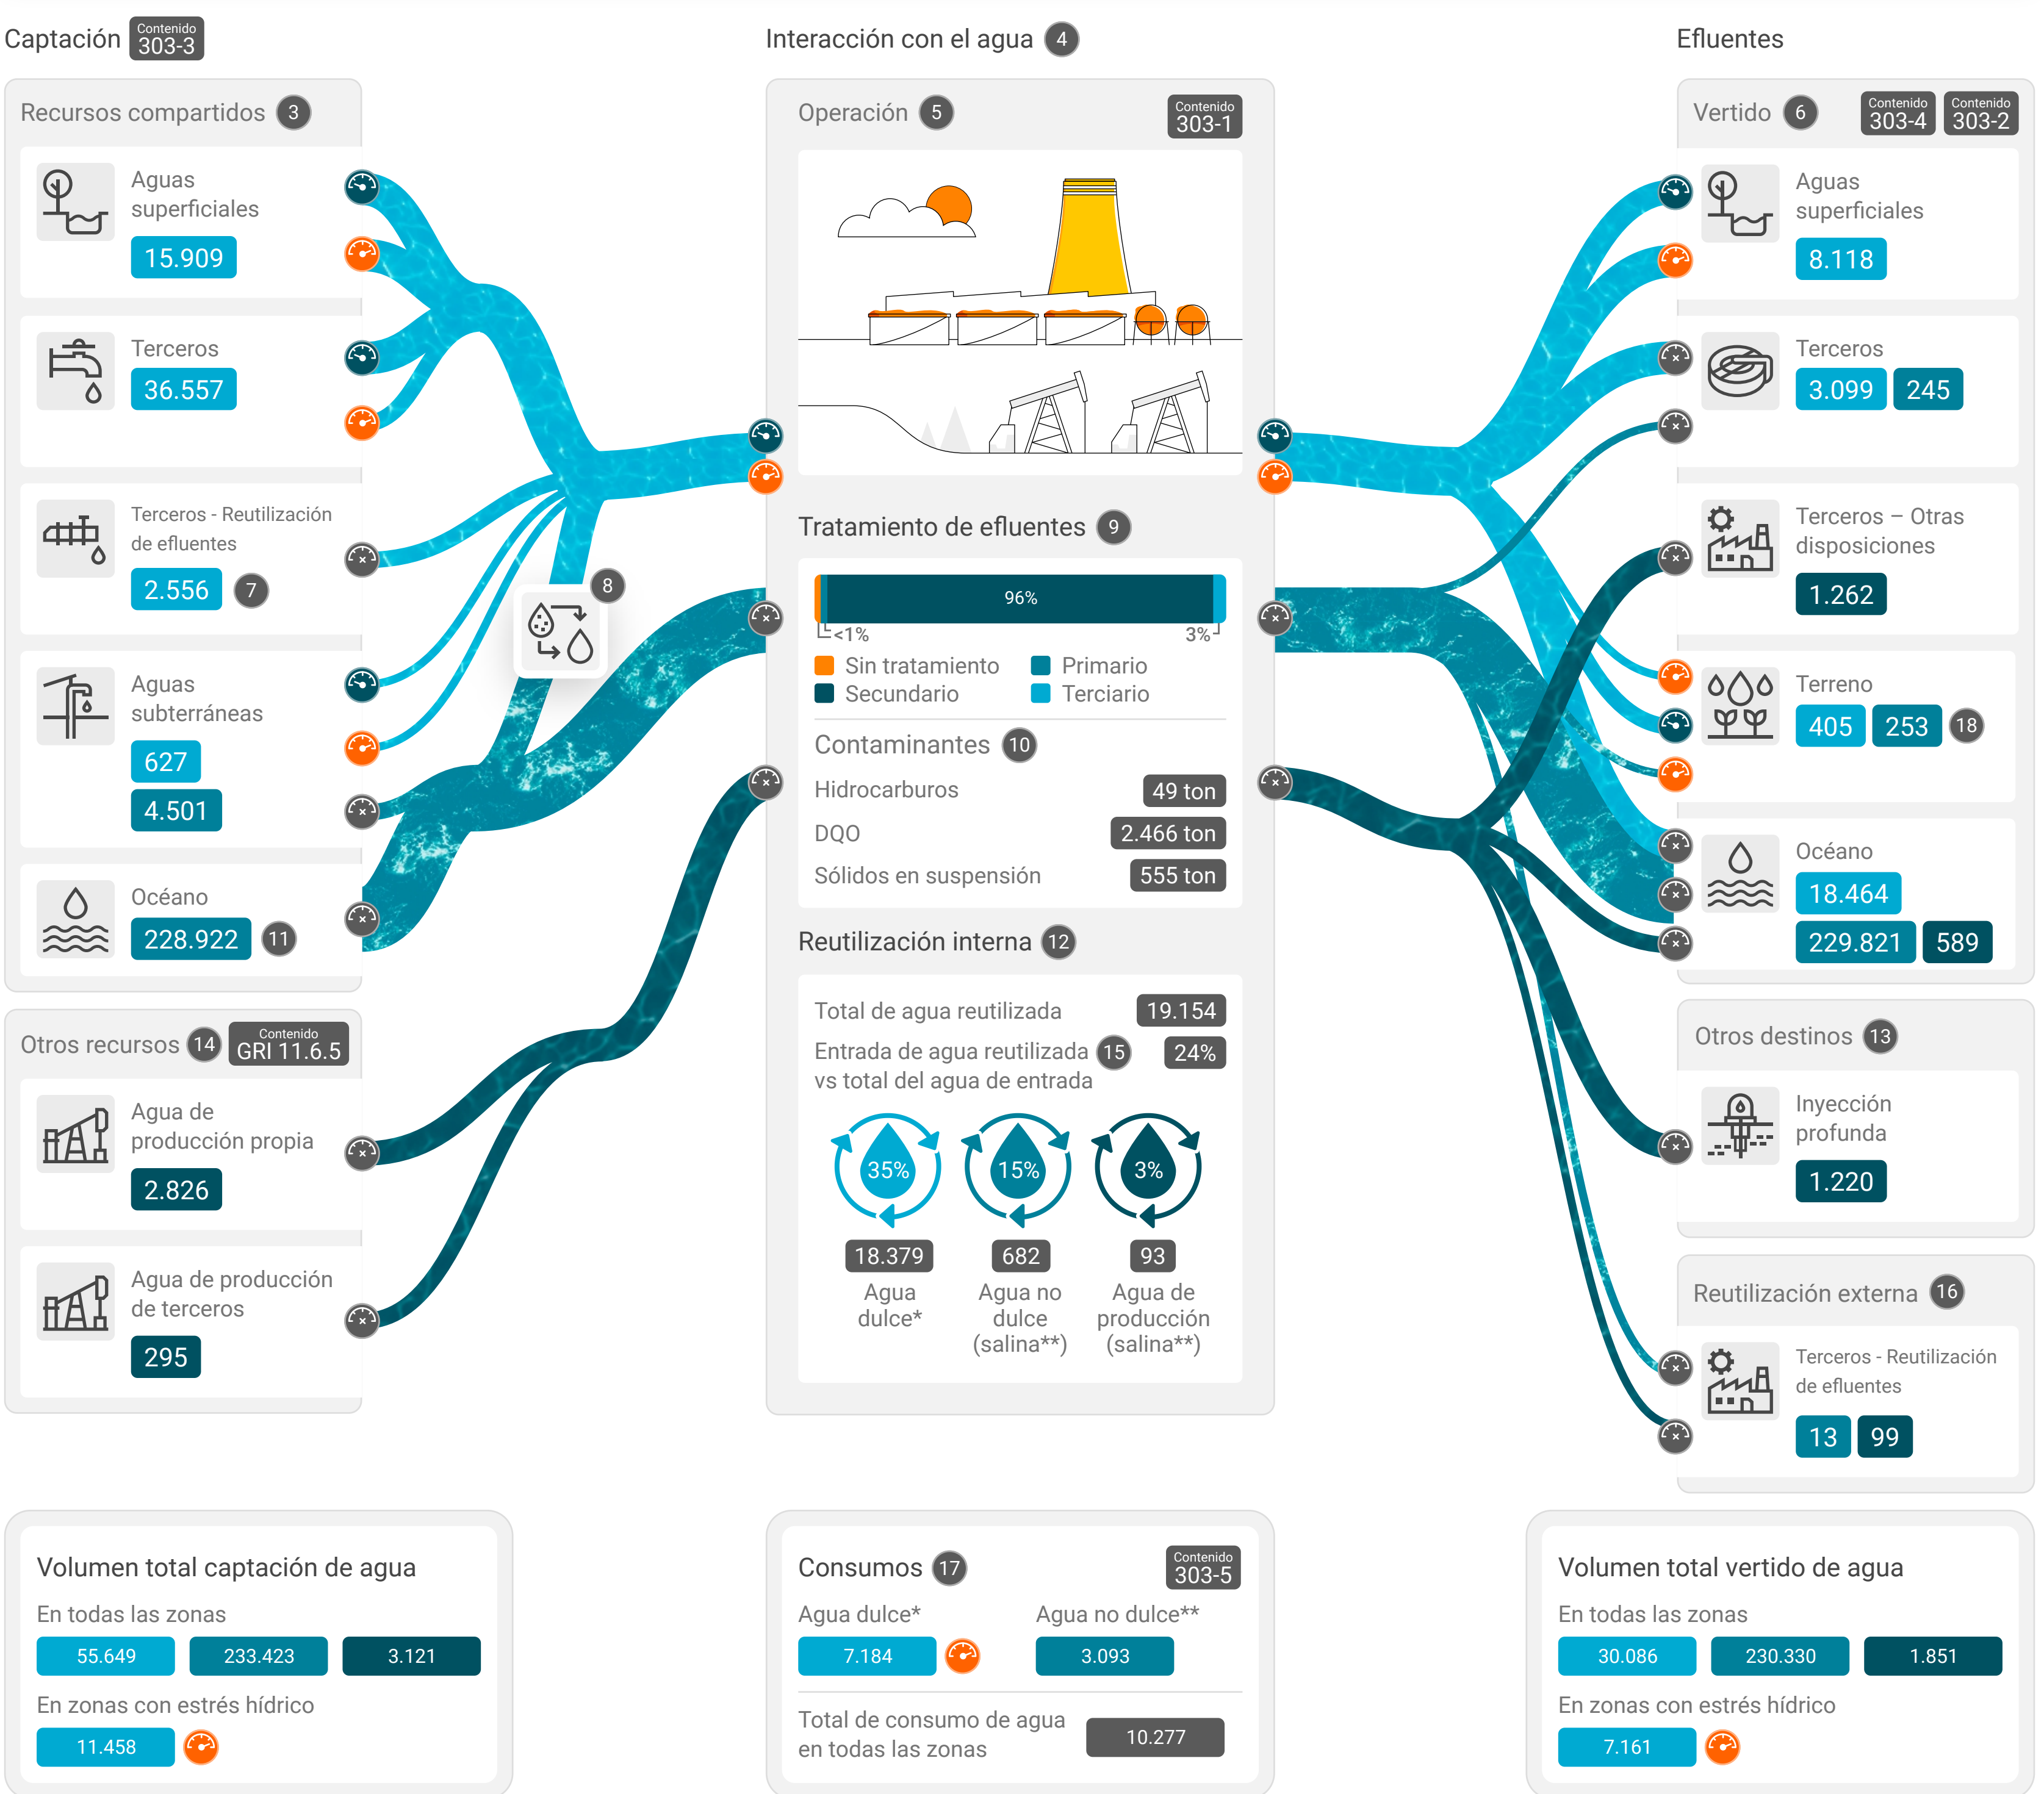 Captación
Contenido
303-3
Recursos compartidos 3
Aguas
superficiales
15.909
Terceros
36.557
Terceros - Reutilización
de efluentes
2.556 7
8
Aguas
subterráneas
627
4.501
Océano
228.922 11
Otros recursos 14
Contenido
GRI 11.6.5
Agua de
producción propia
2.826
Agua de producción
de terceros
295
Interacción con el agua 4
Operación 5
Contenido
303-1
Tratamiento de efluentes 9
96%
<1% 3%
Sin tratamiento Primario
Secundario Terciario
Contaminantes 10
Hidrocarburos 49 ton
DQO 2.466 ton
Sólidos en suspensión 555 ton
Reutilización interna 12
Total de agua reutilizada 19.154
Entrada de agua reutilizada 15 24%
vs total del agua de entrada
35% 15% 3%
18.379 682 93
Agua
dulce*
Agua no
dulce
(salina**)
Agua de
producción
(salina**)
Efluentes
Vertido 6
Contenido
303-4
Contenido
303-2
Aguas
superficiales
8.118
Terceros
3.099 245
Terceros – Otras
disposiciones
1.262
Terreno
405 253 18
Océano
18.464
229.821 589
Otros destinos 13
Inyección
profunda
1.220
Reutilización externa 16
Terceros - Reutilización
de efluentes
13 99
Volumen total captación de agua
En todas las zonas
55.649 233.423 3.121
En zonas con estrés hídrico
11.458
Consumos 17
Contenido
303-5
Agua dulce* Agua no dulce**
7.184 3.093
Total de consumo de agua
en todas las zonas
10.277
Volumen total vertido de agua
En todas las zonas
30.086 230.330 1.851
En zonas con estrés hídrico
7.161